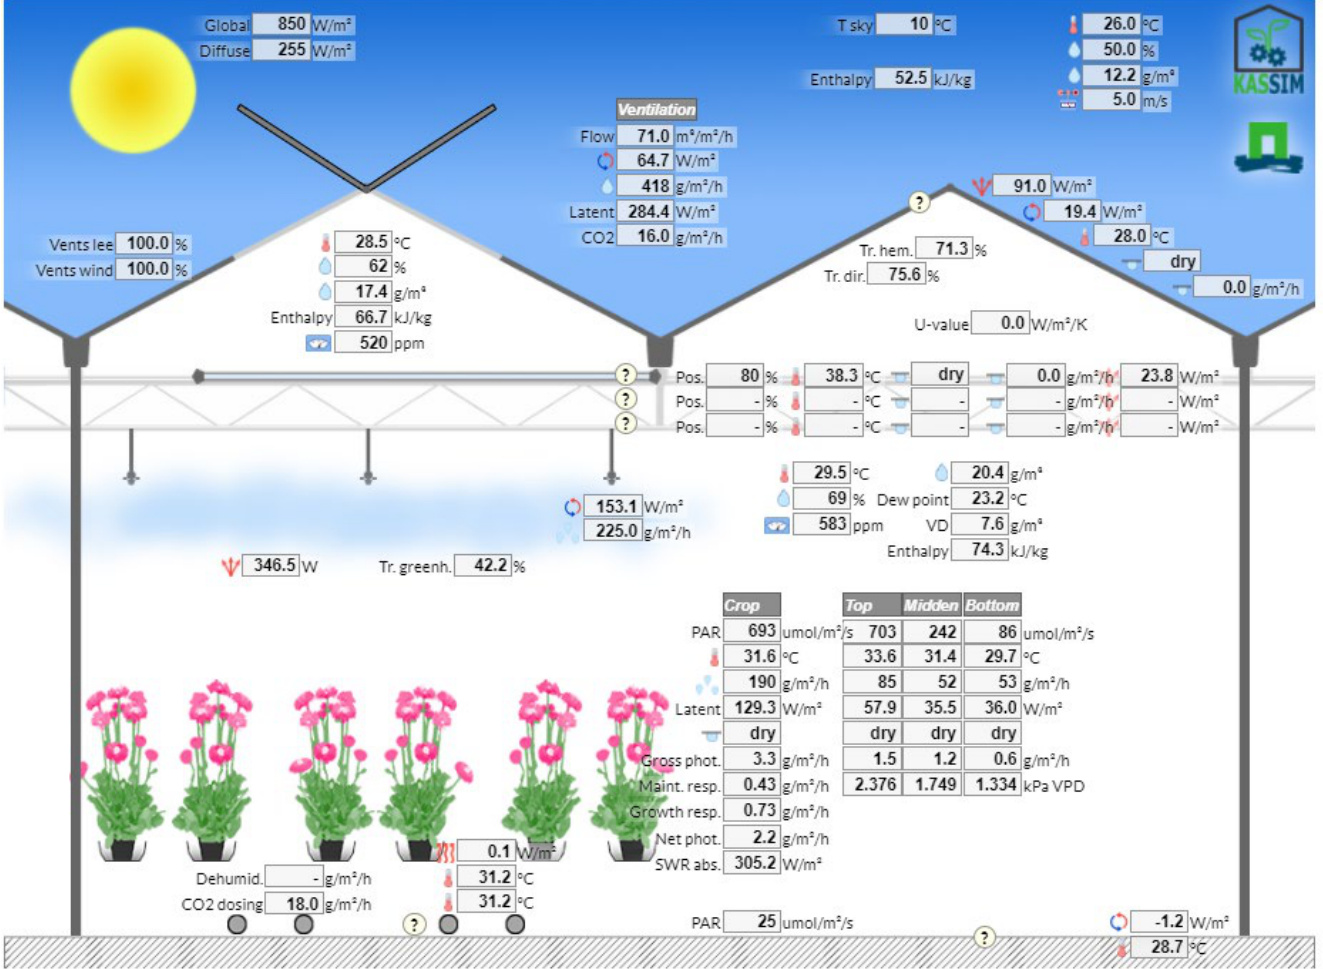 Global 850 W/m²
Diffuse 255 W/m²
T sky 10 °C
Enthalpy 52.5 kJ/kg
26.0 °C
50.0 %
12.2 g/m³
5.0 m/s
KASSIM
Ventilation
Flow 71.0 m³/m²/h
64.7 W/m²
418 g/m²/h
Latent 284.4 W/m²
CO2 16.0 g/m²/h
Vents lee 100.0 %
Vents wind 100.0 %
28.5 °C
62 %
17.4 g/m³
Enthalpy 66.7 kJ/kg
520 ppm
?
91.0 W/m²
19.4 W/m²
28.0 °C
dry
0.0 g/m²/h
Tr. hem. 71.3 %
Tr. dir. 75.6 %
U-value 0.0 W/m²/K
? Pos. 80 % 38.3 °C dry 0.0 g/m²/h 23.8 W/m²
? Pos. - % - °C - - g/m²/h - W/m²
? Pos. - % - °C - - g/m²/h - W/m²
153.1 W/m²
225.0 g/m²/h
29.5 °C 20.4 g/m³
69 % Dew point 23.2 °C
583 ppm VD 7.6 g/m³
Enthalpy 74.3 kJ/kg
346.5 W Tr. greenh. 42.2 %
Crop Top Midden Bottom
PAR 693 umol/m²/s 703 242 86 umol/m²/s
31.6 °C 33.6 31.4 29.7 °C
190 g/m²/h 85 52 53 g/m²/h
Latent 129.3 W/m² 57.9 35.5 36.0 W/m²
dry dry dry dry
Gross phot. 3.3 g/m²/h 1.5 1.2 0.6 g/m²/h
Maint. resp. 0.43 g/m²/h 2.376 1.749 1.334 kPa VPD
Growth resp. 0.73 g/m²/h
Net phot. 2.2 g/m²/h
SWR abs. 305.2 W/m²
0.1 W/m²
Dehumid. - g/m²/h 31.2 °C
CO2 dosing 18.0 g/m²/h 31.2 °C
?
PAR 25 umol/m²/s
?
-1.2 W/m²
28.7 °C